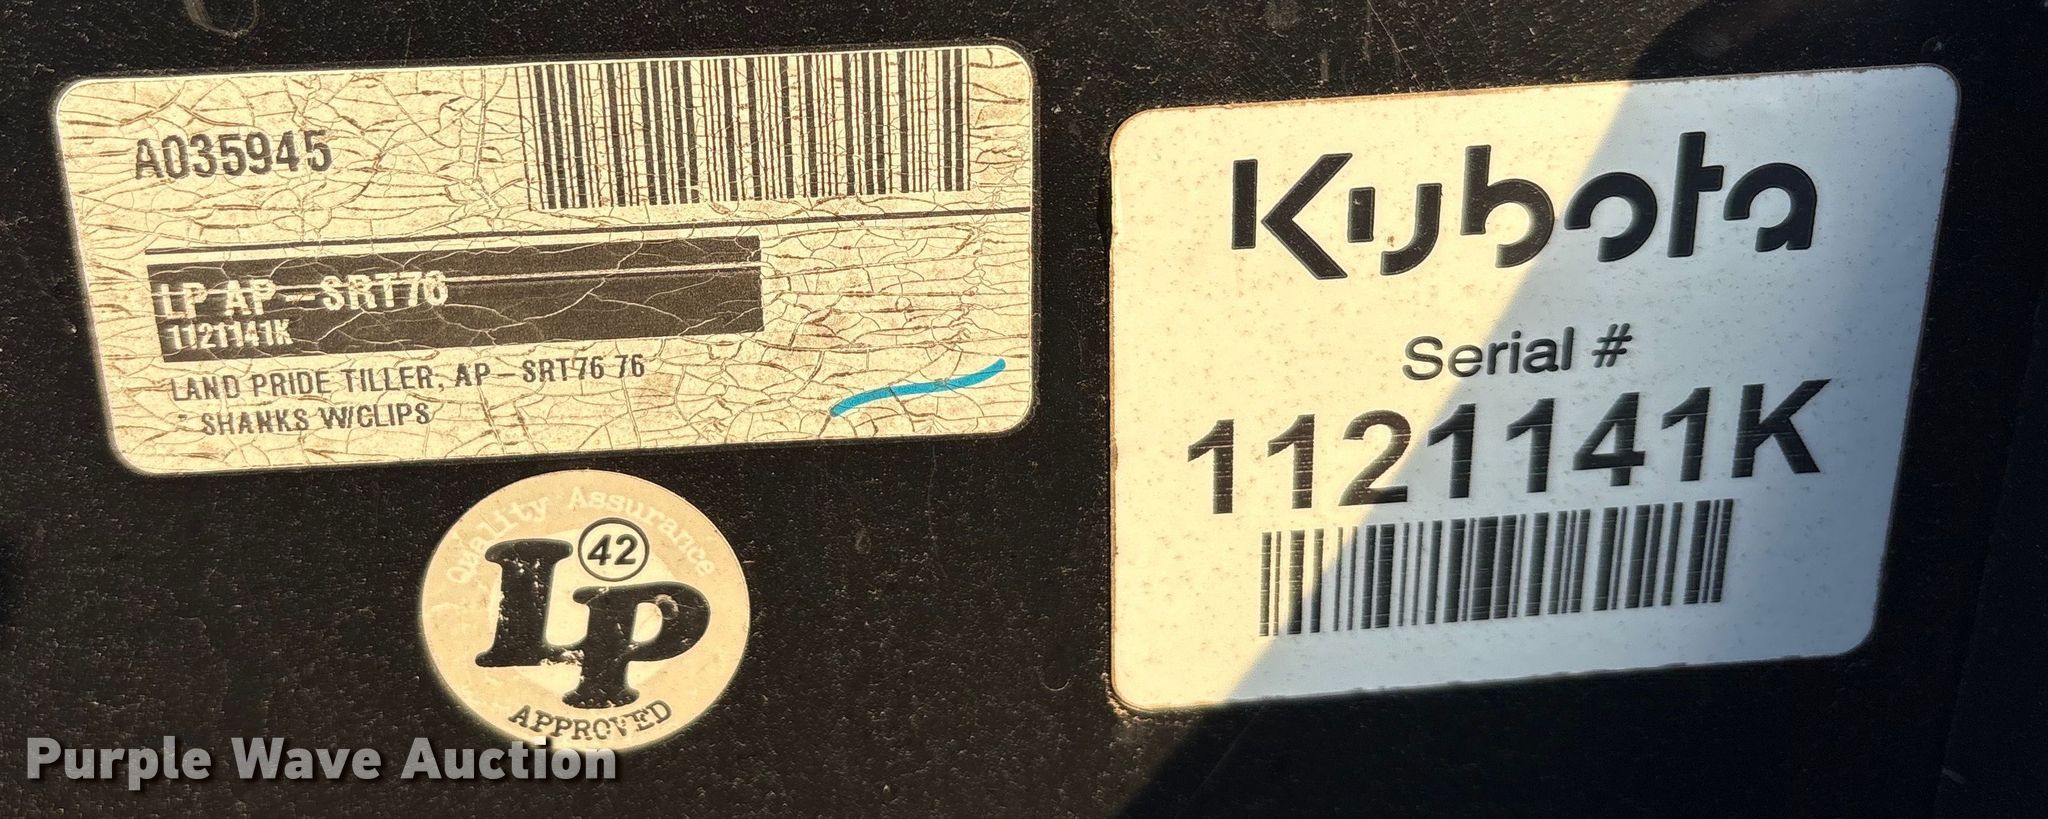 A035945
LP AP-SRT76
1121141K
LAND PRIDE TILLER, AP-SRT76 76
" SHANKS W/CLIPS
Kubota
Serial #
1121141K
Quality Assurance
42
LP
APPROVED
Purple Wave Auction